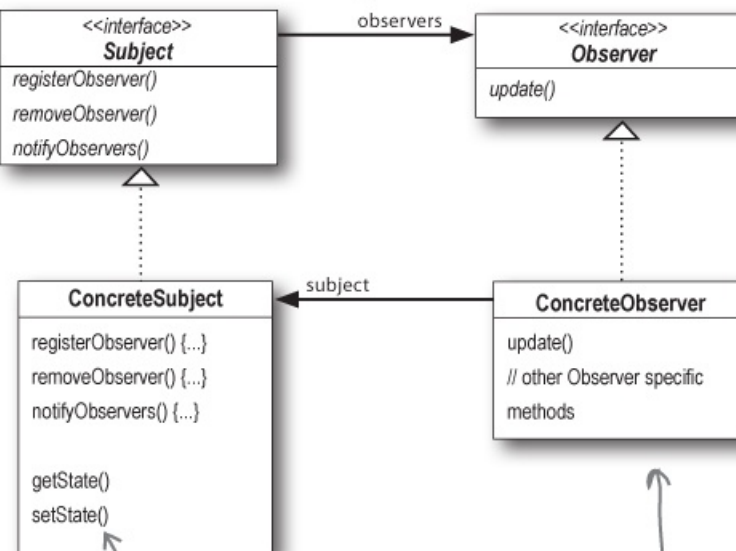 <<interface>>
Subject
registerObserver()
removeObserver()
notifyObservers()
observers
<<interface>>
Observer
update()
ConcreteSubject
registerObserver() {...}
removeObserver() {...}
notifyObservers() {...}
getState()
setState()
subject
ConcreteObserver
update()
// other Observer specific
methods